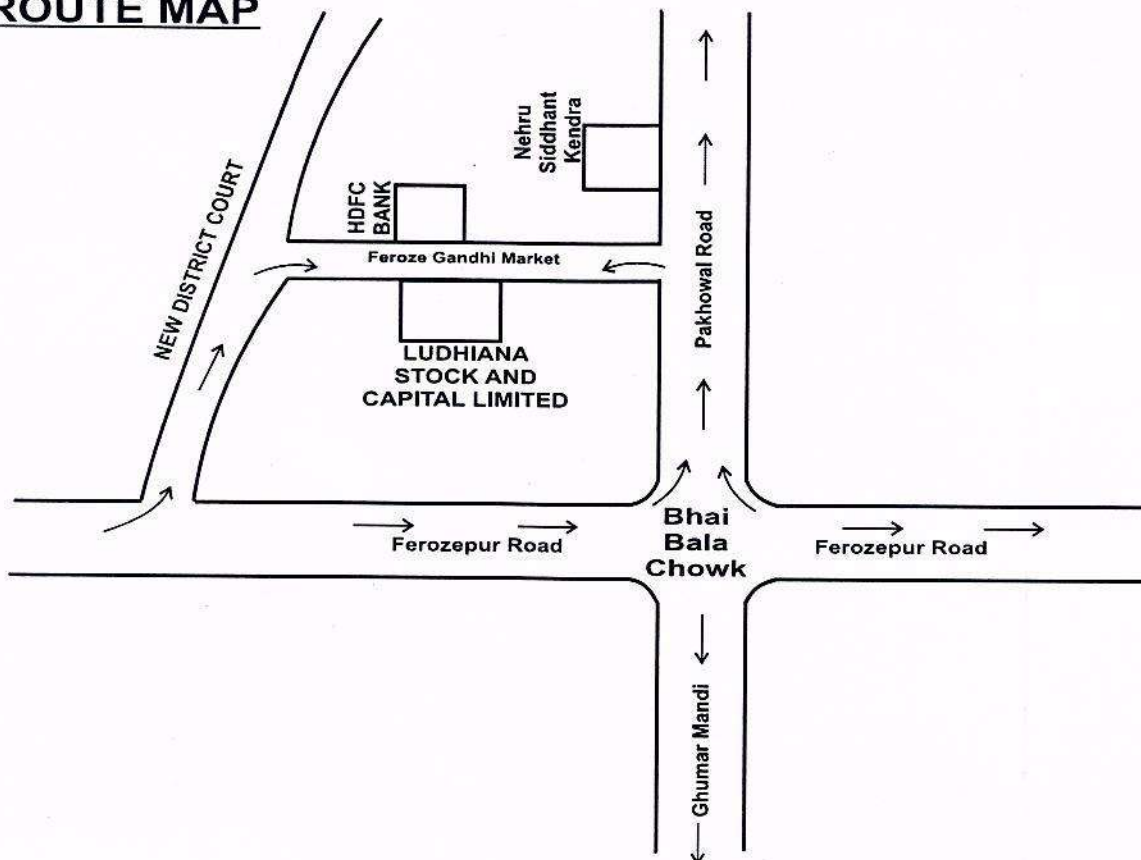 ROUTE MAP
Nehru
Siddhant
Kendra
HDFC
BANK
NEW DISTRICT COURT
Feroze Gandhi Market
Pakhowal Road
LUDHIANA
STOCK AND
CAPITAL LIMITED
Ferozepur Road
Bhai
Bala
Chowk
Ferozepur Road
Ghumar Mandi